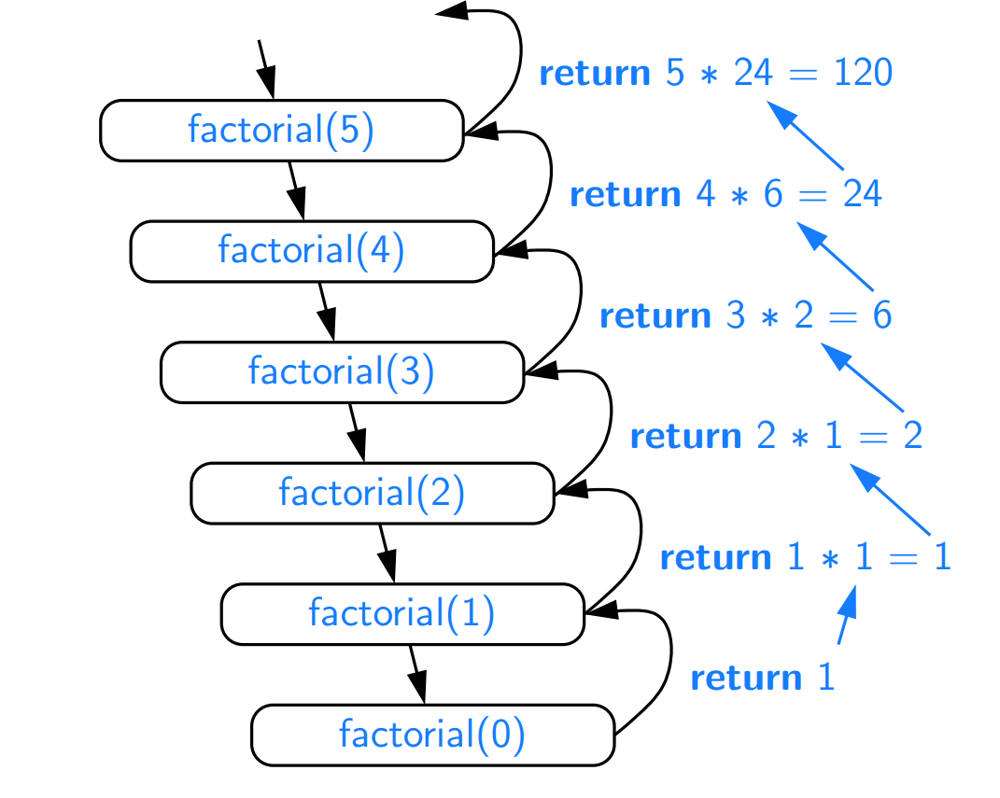 return 5 * 24 = 120
factorial(5)
return 4 * 6 = 24
factorial(4)
return 3 * 2 = 6
factorial(3)
return 2 * 1 = 2
factorial(2)
return 1 * 1 = 1
factorial(1)
return 1
factorial(0)